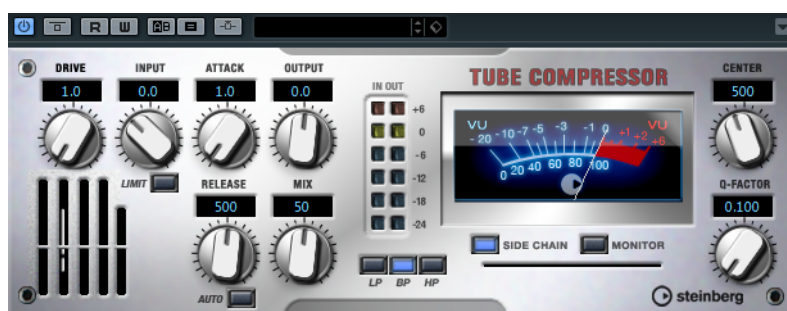 R W AB
DRIVE INPUT ATTACK OUTPUT
1.0 0.0 1.0 0.0
LIMIT
RELEASE MIX
500 50
AUTO
IN OUT
+6
0
-6
-12
-18
-24
LP BP HP
TUBE COMPRESSOR
VU VU
- 20 -10 -7 -5 -3 -1 0 +1 +2 +6
0 20 40 60 80 100
SIDE CHAIN MONITOR
CENTER
500
Q-FACTOR
0.100
steinberg